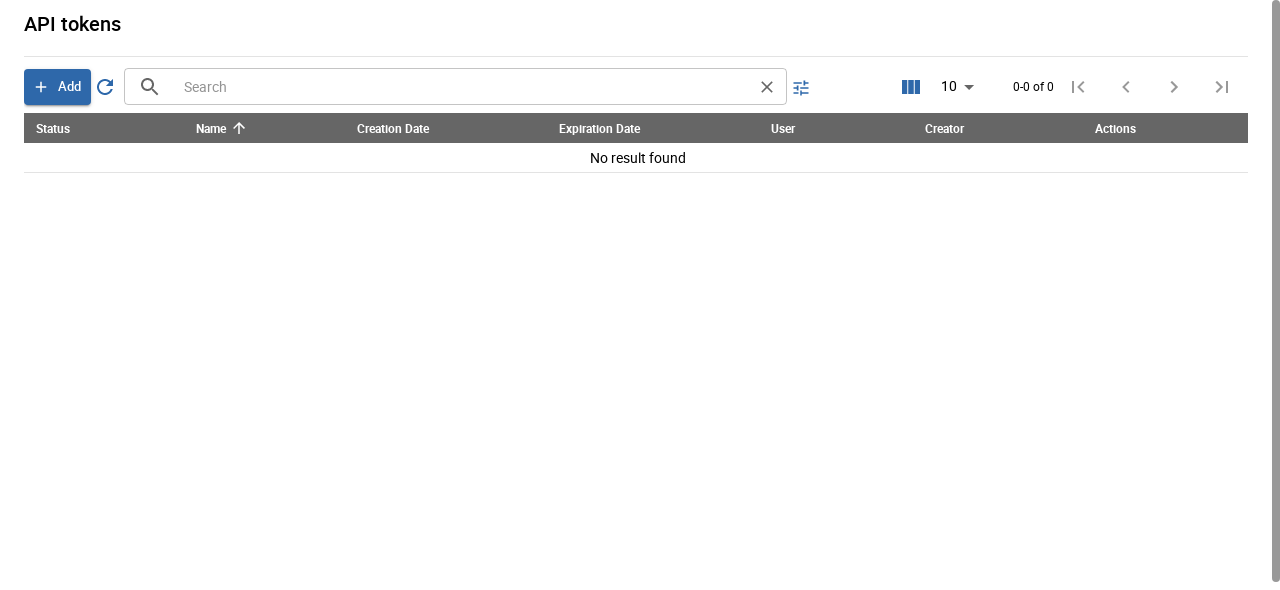 API tokens
Add
Search
10
0-0 of 0
Status Name Creation Date Expiration Date User Creator Actions
No result found